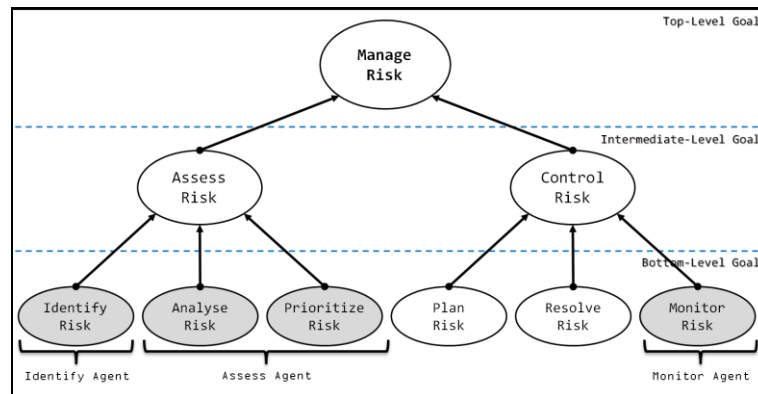 Top-Level Goal
Manage
Risk
Intermediate-Level Goal
Assess
Risk
Control
Risk
Bottom-Level Goal
Identify
Risk
Analyse
Risk
Prioritize
Risk
Plan
Risk
Resolve
Risk
Monitor
Risk
Identify Agent
Assess Agent
Monitor Agent